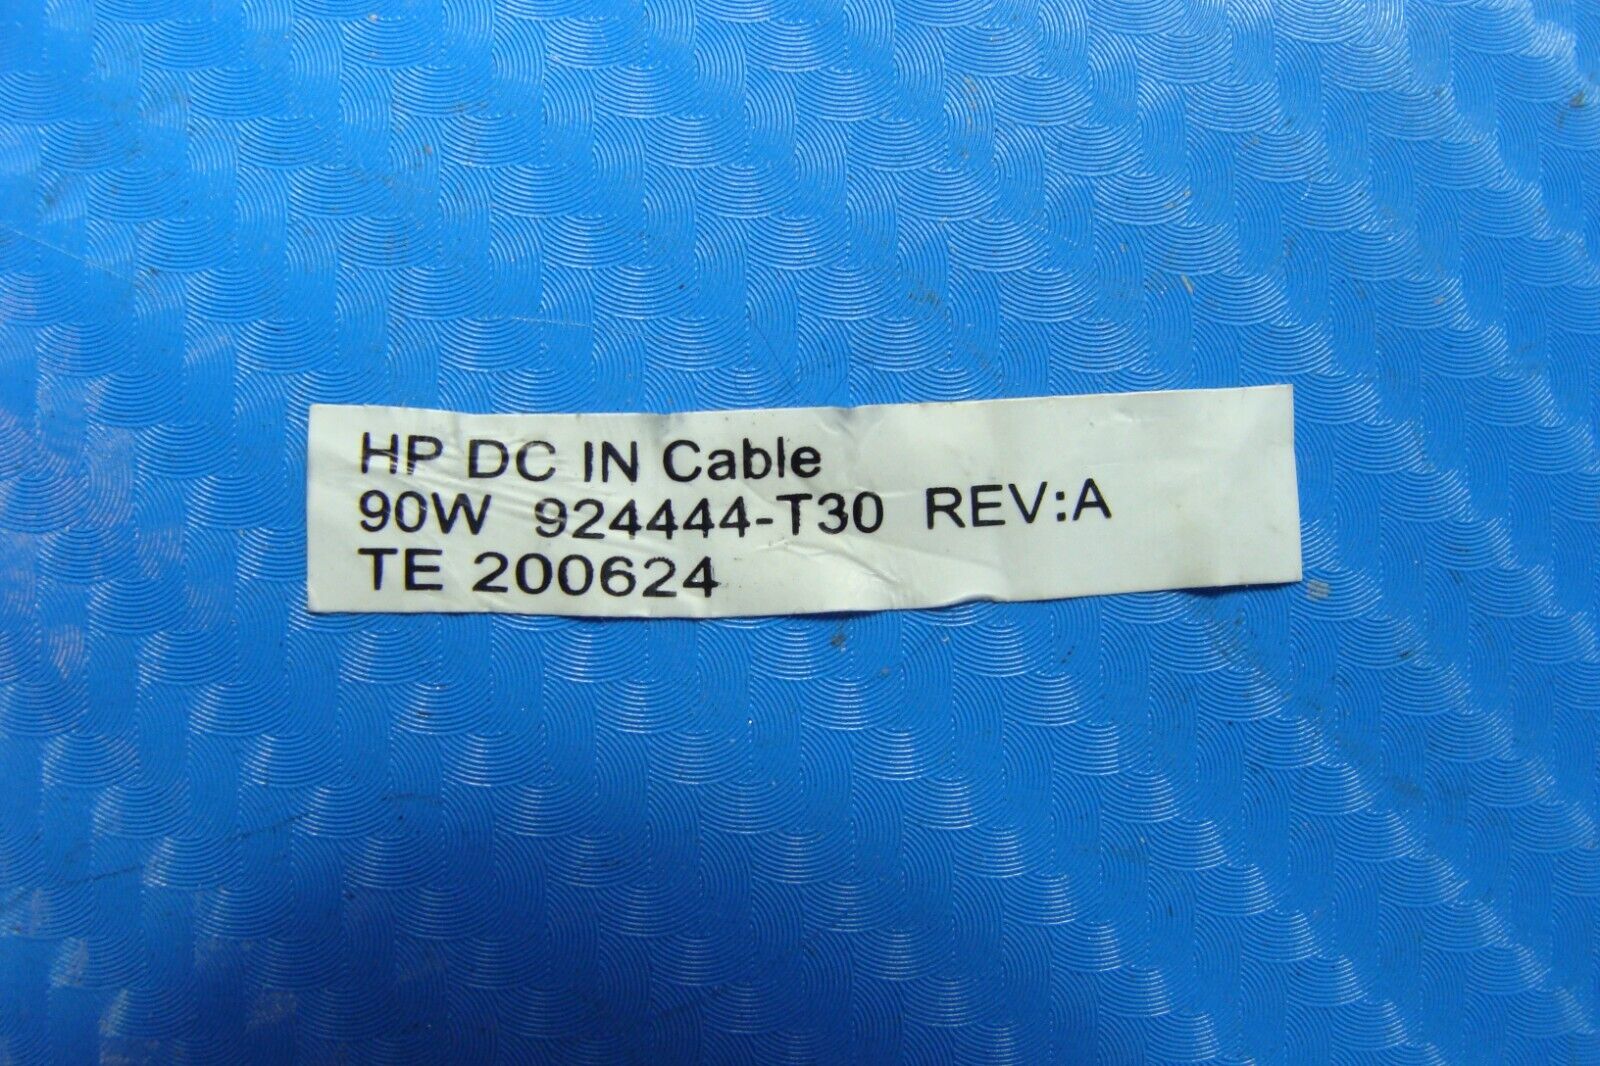 HP DC IN Cable
90W 924444-T30 REV:A
TE 200624